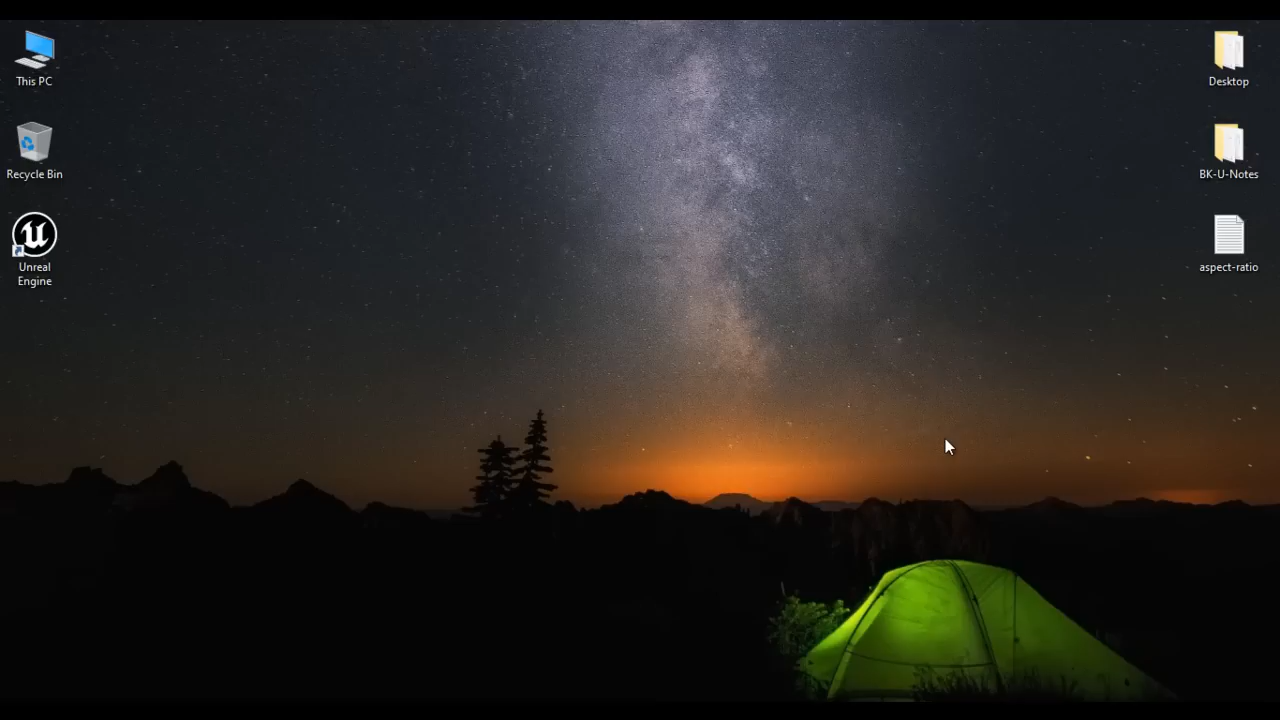 This PC
Recycle Bin
Unreal
Engine
Desktop
BK-U-Notes
aspect-ratio